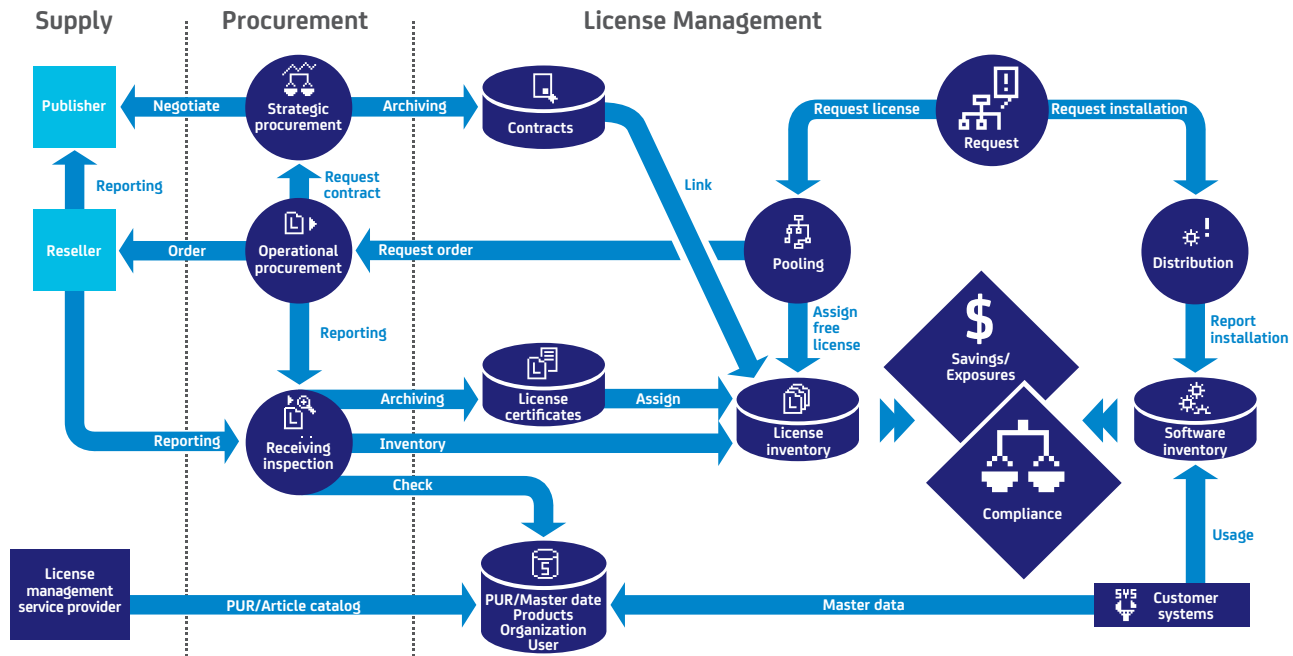 Supply
Procurement
License Management
Publisher
Negotiate
Strategic
procurement
Archiving
Contracts
Request license
Request
Request installation
Reporting
Request
contract
Link
Reseller
Order
L
Operational
procurement
Request order
Pooling
Distribution
Reporting
Assign
free
license
$
Savings/
Exposures
Report
installation
Reporting
L
Receiving
inspection
Archiving
L
License
certificates
Assign
Inventory
L
License
inventory
Software
inventory
Check
Compliance
Usage
License
management
service provider
PUR/Article catalog
S
PUR/Master date
Products
Organization
User
Master data
SYS
Customer
systems